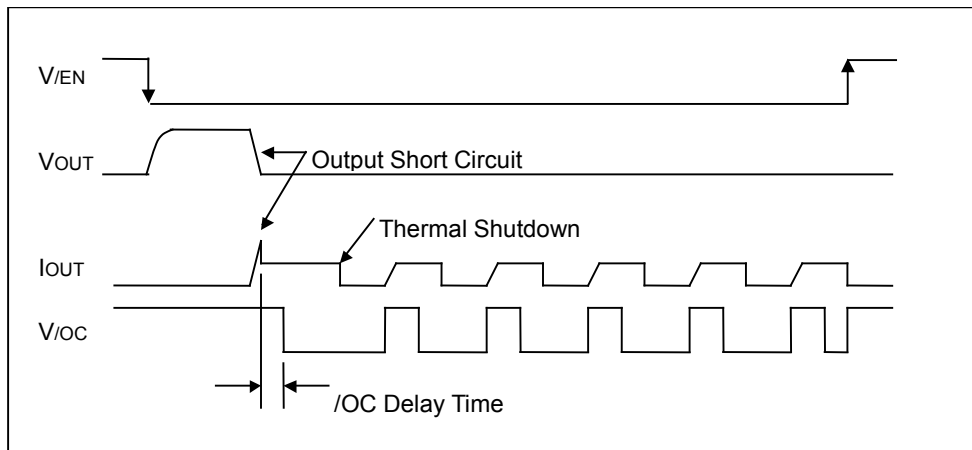 V/EN
VOUT
Output Short Circuit
Thermal Shutdown
IOUT
V/OC
/OC Delay Time